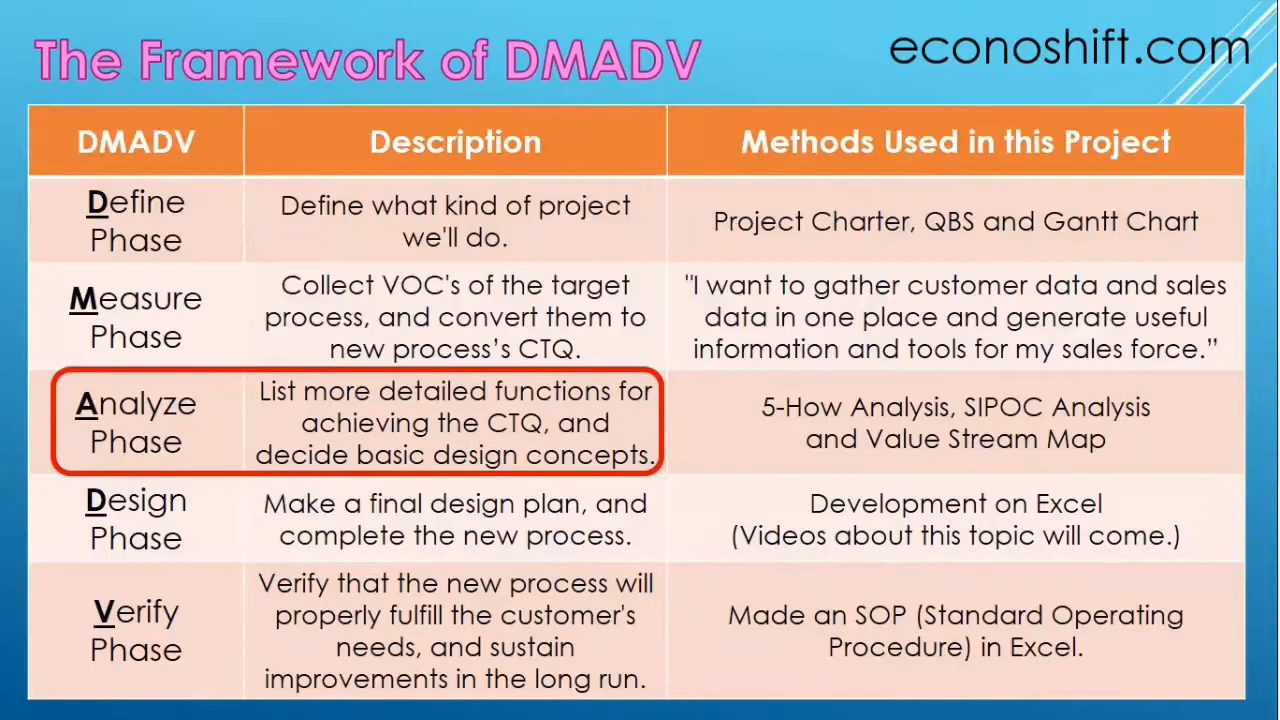 The Framework of DMADV
econoshift.com
DMADV
Description
Methods Used in this Project
Define
Phase
Define what kind of project
we'll do.
Project Charter, QBS and Gantt Chart
Measure
Phase
Collect VOC's of the target
process, and convert them to
new process’s CTQ.
"I want to gather customer data and sales
data in one place and generate useful
information and tools for my sales force.”
Analyze
Phase
List more detailed functions for
achieving the CTQ, and
decide basic design concepts.
5-How Analysis, SIPOC Analysis
and Value Stream Map
Design
Phase
Make a final design plan, and
complete the new process.
Development on Excel
(Videos about this topic will come.)
Verify
Phase
Verify that the new process will
properly fulfill the customer's
needs, and sustain
improvements in the long run.
Made an SOP (Standard Operating
Procedure) in Excel.